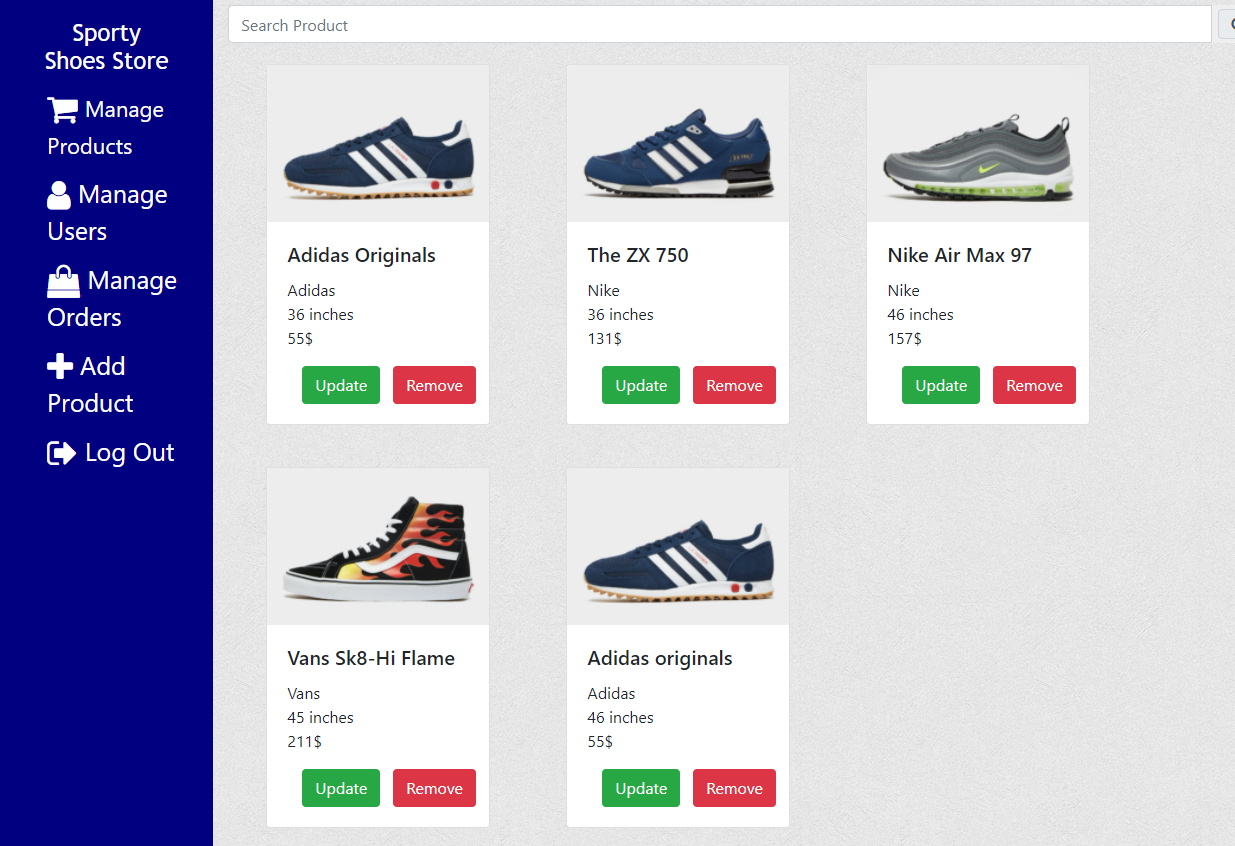 Sporty
Shoes Store
Manage
Products
Manage
Users
Manage
Orders
Add
Product
Log Out
Search Product
Adidas Originals
Adidas
36 inches
55$
Update Remove
The ZX 750
Nike
36 inches
131$
Update Remove
Nike Air Max 97
Nike
46 inches
157$
Update Remove
Vans Sk8-Hi Flame
Vans
45 inches
211$
Update Remove
Adidas originals
Adidas
46 inches
55$
Update Remove